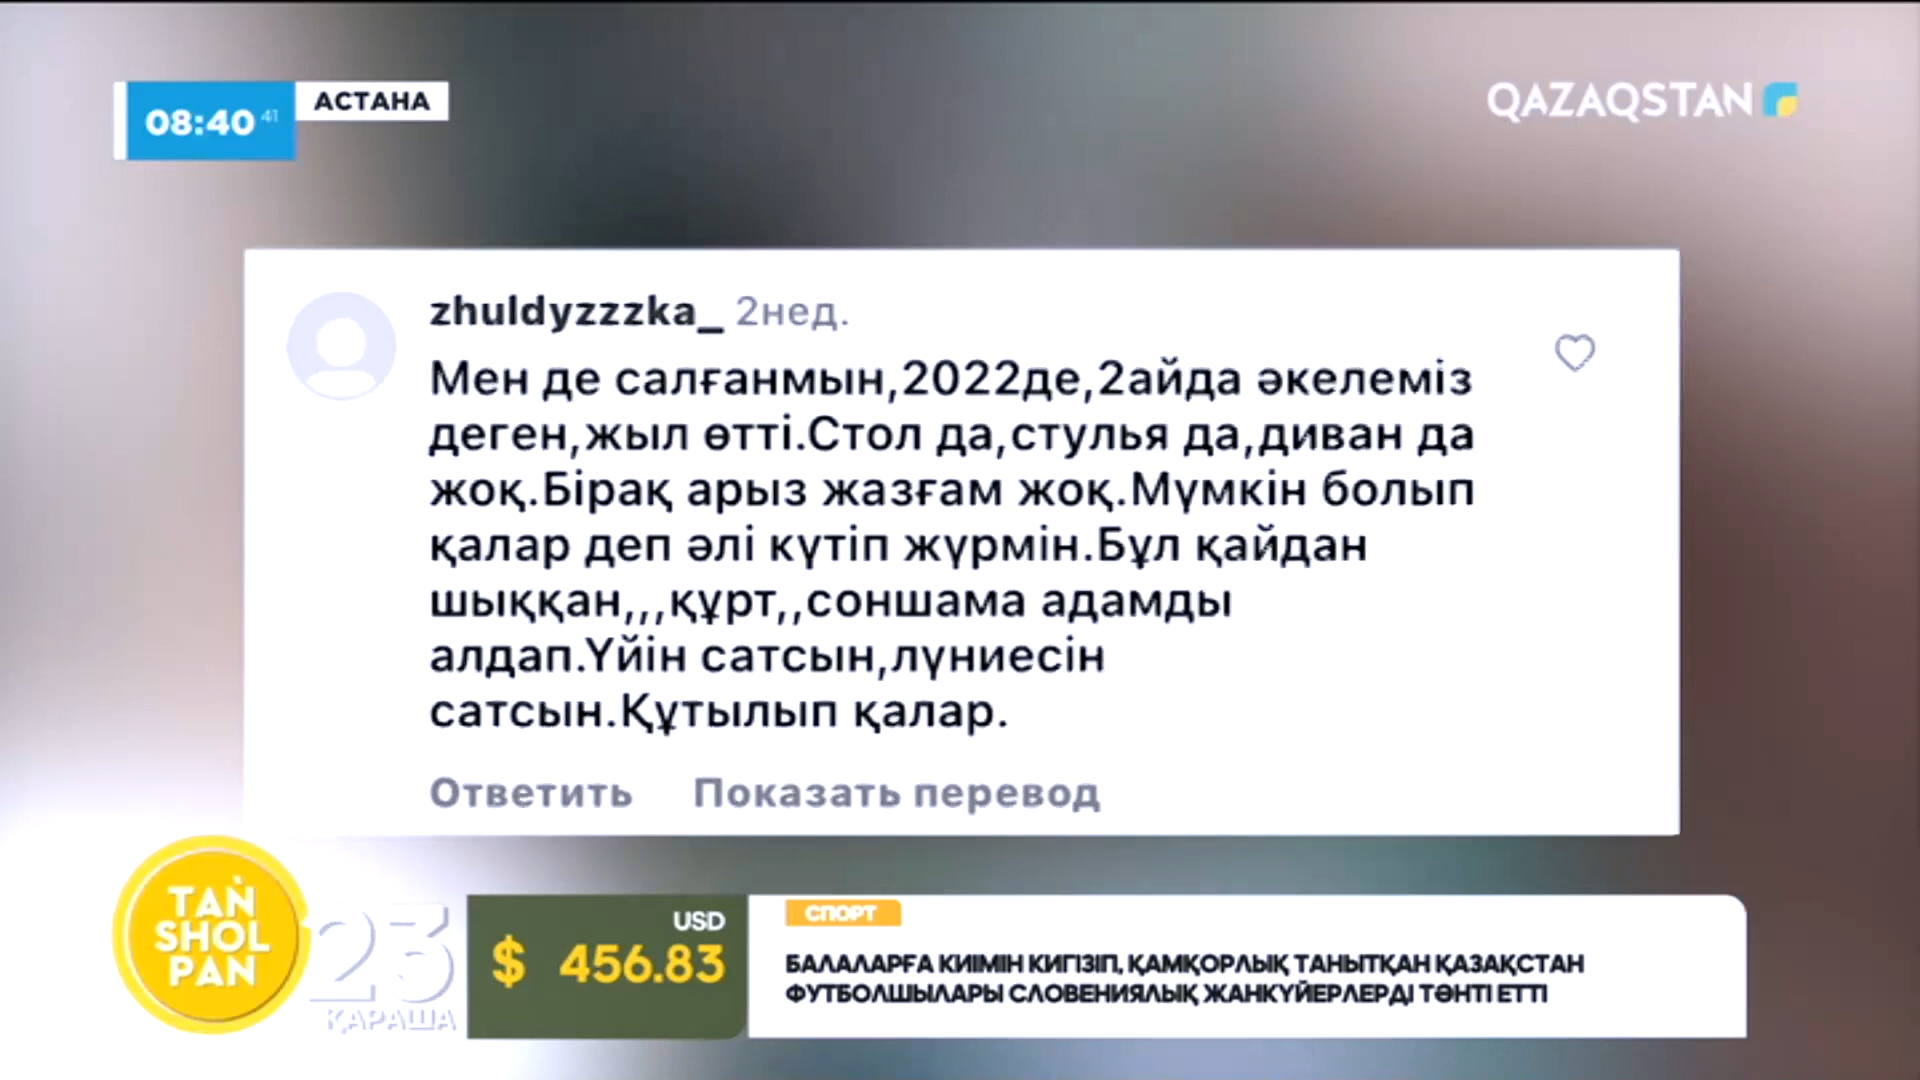 08:40 41
АСТАНА
QAZAQSTAN
zhuldyzzzka_ 2нед.
Мен де салғанмын,2022де,2айда әкелеміз
деген,жыл өтті.Стол да,стулья да,диван да
жоқ.Бірақ арыз жазғам жоқ.Мүмкін болып
қалар деп әлі күтіп жүрмін.Бұл қайдан
шыққан,,,құрт,,соншама адамды
алдап.Үйін сатсын,лүниесін
сатсын.Құтылып қалар.
Ответить Показать перевод
TAŃ
SHOL
PAN
23
ҚАРАША
USD
$ 456.83
СПОРТ
БАЛАЛАРҒА КИІМІН КИГІЗІП, ҚАМҚОРЛЫҚ ТАНЫТҚАН ҚАЗАҚСТАН
ФУТБОЛШЫЛАРЫ СЛОВЕНИЯЛЫҚ ЖАНКҮЙЕРЛЕРДІ ТӘНТІ ЕТТІ